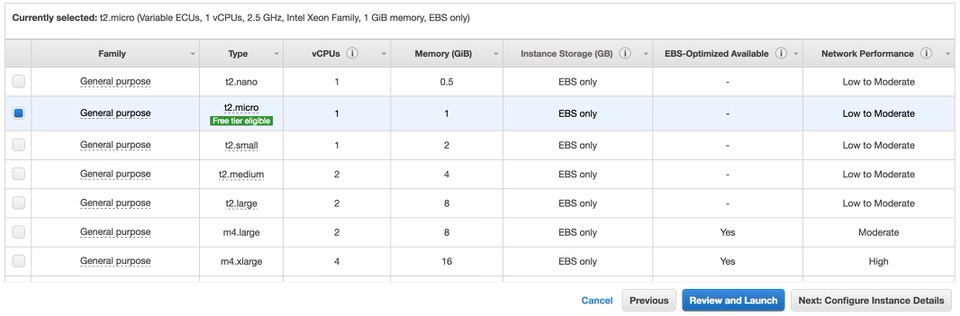 Currently selected: t2.micro (Variable ECUs, 1 vCPUs, 2.5 GHz, Intel Xeon Family, 1 GiB memory, EBS only)
Family Type vCPUs Memory (GiB) Instance Storage (GB) EBS-Optimized Available Network Performance
General purpose t2.nano 1 0.5 EBS only - Low to Moderate
General purpose t2.micro 1 1 EBS only - Low to Moderate
Free tier eligible
General purpose t2.small 1 2 EBS only - Low to Moderate
General purpose t2.medium 2 4 EBS only - Low to Moderate
General purpose t2.large 2 8 EBS only - Low to Moderate
General purpose m4.large 2 8 EBS only Yes Moderate
General purpose m4.xlarge 4 16 EBS only Yes High
Cancel Previous Review and Launch Next: Configure Instance Details